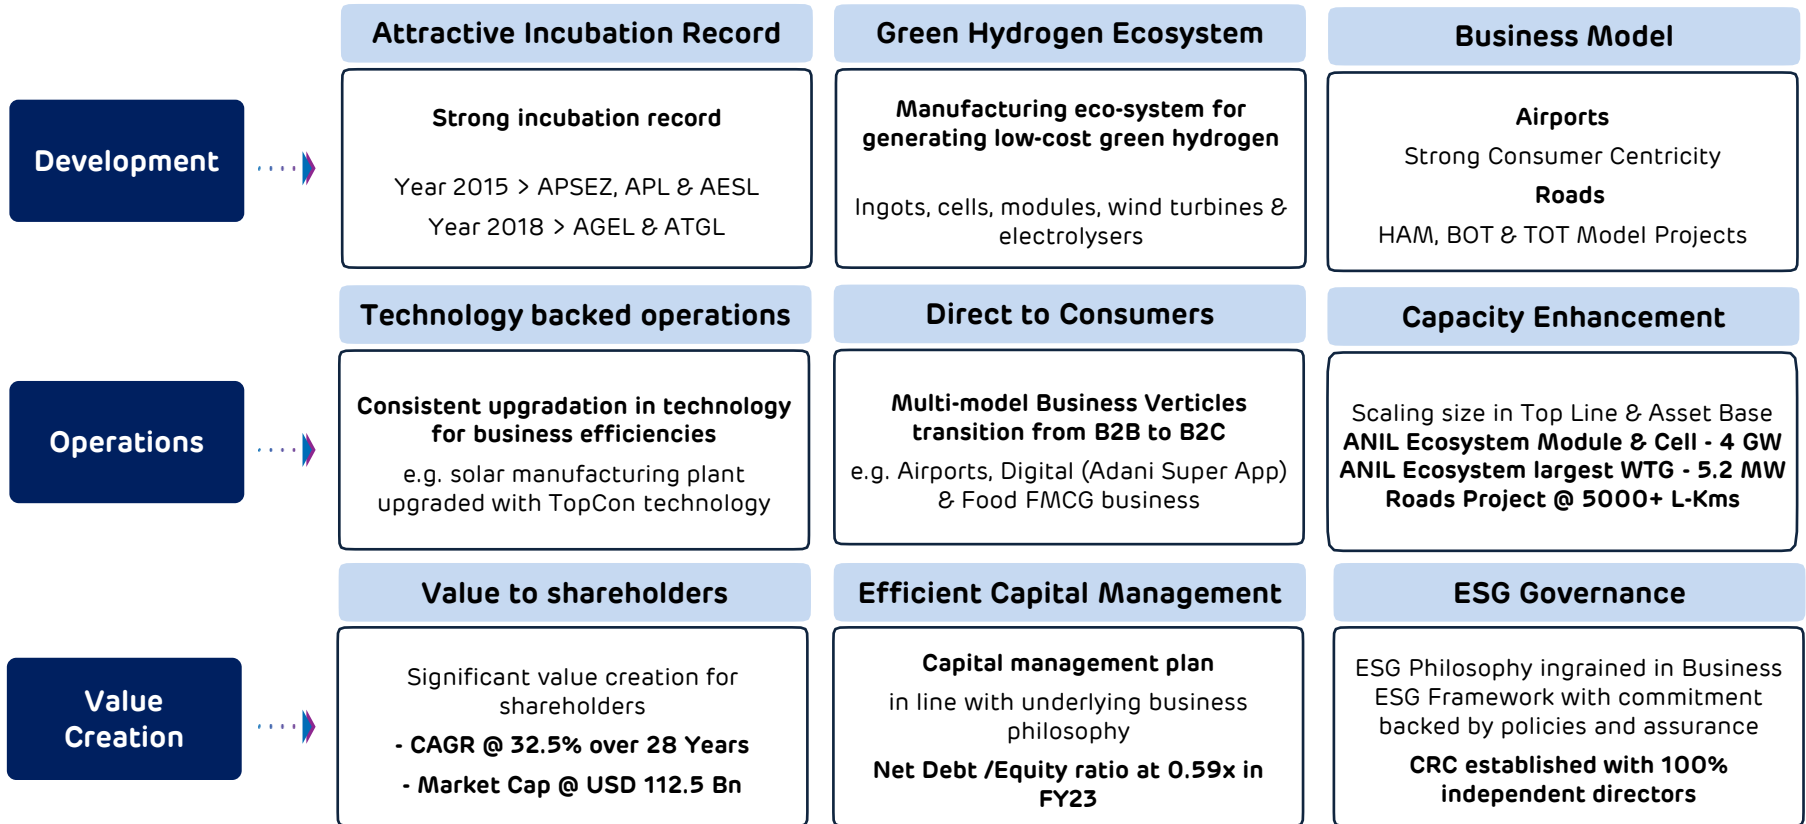 Attractive Incubation Record
Green Hydrogen Ecosystem
Business Model
Development
Strong incubation record
Year 2015 > APSEZ, APL & AESL
Year 2018 > AGEL & ATGL
Manufacturing eco-system for
generating low-cost green hydrogen
Ingots, cells, modules, wind turbines &
electrolysers
Airports
Strong Consumer Centricity
Roads
HAM, BOT & TOT Model Projects
Technology backed operations
Direct to Consumers
Capacity Enhancement
Operations
Consistent upgradation in technology
for business efficiencies
e.g. solar manufacturing plant
upgraded with TopCon technology
Multi-model Business Verticles
transition from B2B to B2C
e.g. Airports, Digital (Adani Super App)
& Food FMCG business
Scaling size in Top Line & Asset Base
ANIL Ecosystem Module & Cell - 4 GW
ANIL Ecosystem largest WTG - 5.2 MW
Roads Project @ 5000+ L-Kms
Value to shareholders
Efficient Capital Management
ESG Governance
Value
Creation
Significant value creation for
shareholders
- CAGR @ 32.5% over 28 Years
- Market Cap @ USD 112.5 Bn
Capital management plan
in line with underlying business
philosophy
Net Debt /Equity ratio at 0.59x in
FY23
ESG Philosophy ingrained in Business
ESG Framework with commitment
backed by policies and assurance
CRC established with 100%
independent directors